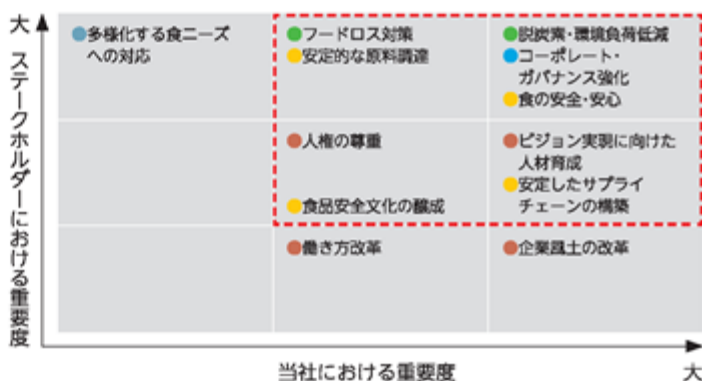 大
ステークホルダーにおける重要度
●多様化する食ニーズ
への対応
●フードロス対策
●安定的な原料調達
●脱炭素・環境負荷低減
●コーポレート・
ガバナンス強化
●食の安全・安心
●人権の尊重
●食品安全文化の醸成
●ビジョン実現に向けた
人材育成
●安定したサプライ
チェーンの構築
●働き方改革
●企業風土の改革
当社における重要度
大